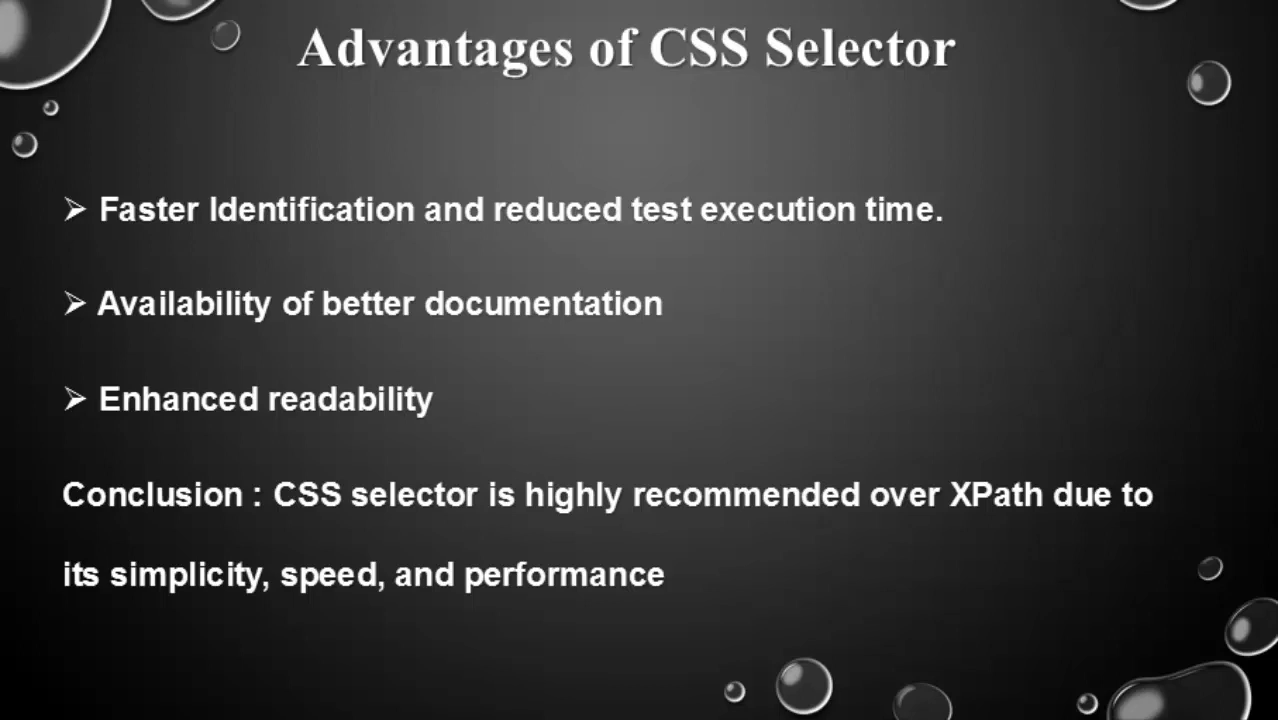 Advantages of CSS Selector
➢ Faster Identification and reduced test execution time.
➢ Availability of better documentation
➢ Enhanced readability
Conclusion : CSS selector is highly recommended over XPath due to
its simplicity, speed, and performance